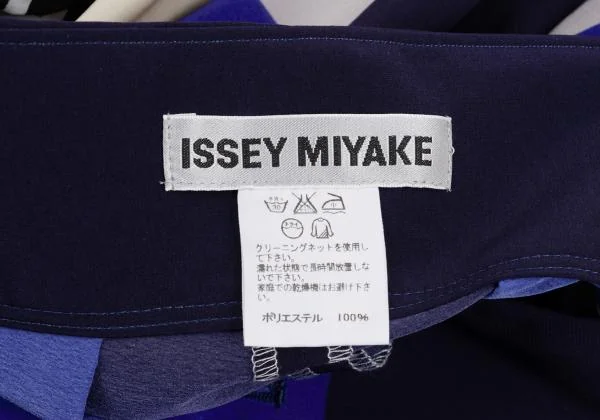 ISSEY MIYAKE
クリーニングネットを使用し
て下さい。
濡れた状態で長時間放置しな
いで下さい。
家庭での乾燥機はお避け下さ
い。
ポリエステル 100%